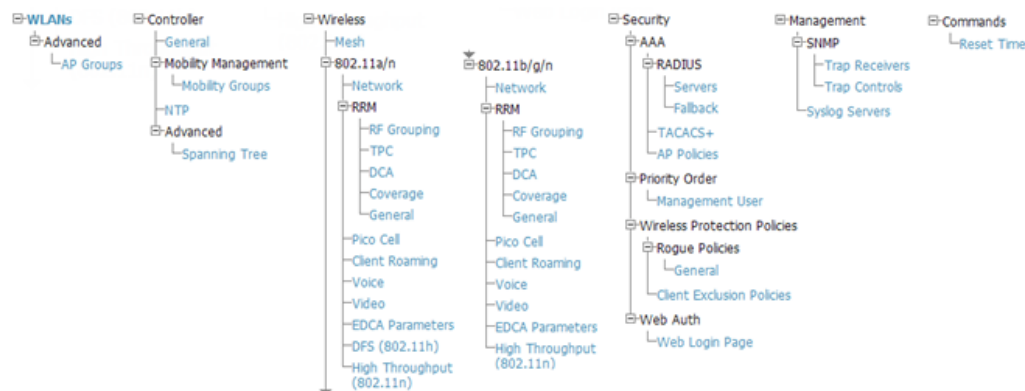 WLANs
Advanced
AP Groups
Controller
General
Mobility Management
Mobility Groups
NTP
Advanced
Spanning Tree
Wireless
Mesh
802.11a/n
Network
RRM
RF Grouping
TPC
DCA
Coverage
General
Pico Cell
Client Roaming
Voice
Video
EDCA Parameters
DFS (802.11h)
High Throughput
(802.11n)
802.11b/g/n
Network
RRM
RF Grouping
TPC
DCA
Coverage
General
Pico Cell
Client Roaming
Voice
Video
EDCA Parameters
High Throughput
(802.11n)
Security
AAA
RADIUS
Servers
Fallback
TACACS+
AP Policies
Priority Order
Management User
Wireless Protection Policies
Rogue Policies
General
Client Exclusion Policies
Web Auth
Web Login Page
Management
SNMP
Trap Receivers
Trap Controls
Syslog Servers
Commands
Reset Time